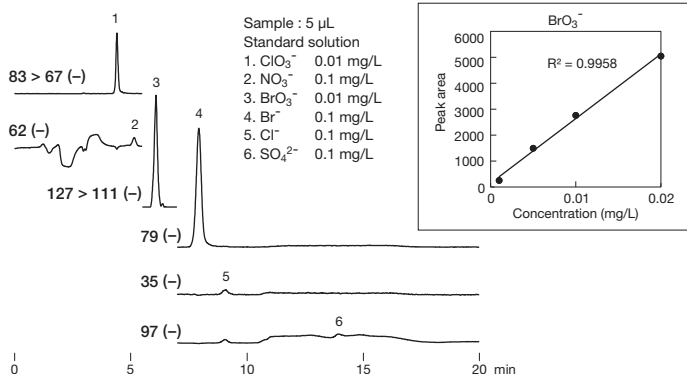 Sample : 5 µL
Standard solution
1. ClO₃⁻ 0.01 mg/L
2. NO₃⁻ 0.1 mg/L
3. BrO₃⁻ 0.01 mg/L
4. Br⁻ 0.1 mg/L
5. Cl⁻ 0.1 mg/L
6. SO₄²⁻ 0.1 mg/L
1
83 > 67 (–)
2
62 (–)
3
127 > 111 (–)
4
79 (–)
5
35 (–)
6
97 (–)
0 5 10 15 20 min
BrO₃⁻
R² = 0.9958
Peak area
6000
5000
4000
3000
2000
1000
0
0 0.01 0.02
Concentration (mg/L)